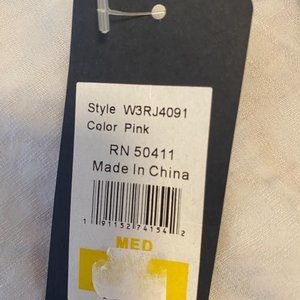 Style W3RJ4091
Color Pink
RN 50411
Made In China
1 91152 74154 2
MED